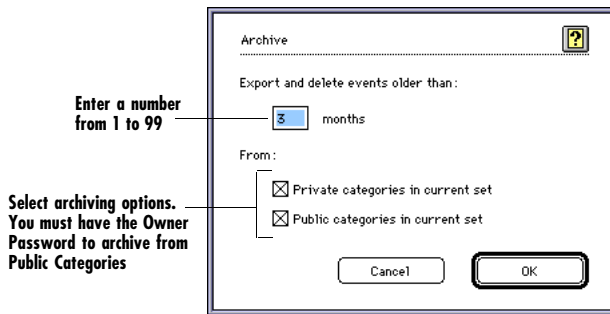 Archive
?
Export and delete events older than:
Enter a number
from 1 to 99
3 months
From:
Select archiving options.
You must have the Owner
Password to archive from
Public Categories
Private categories in current set
Public categories in current set
Cancel
OK